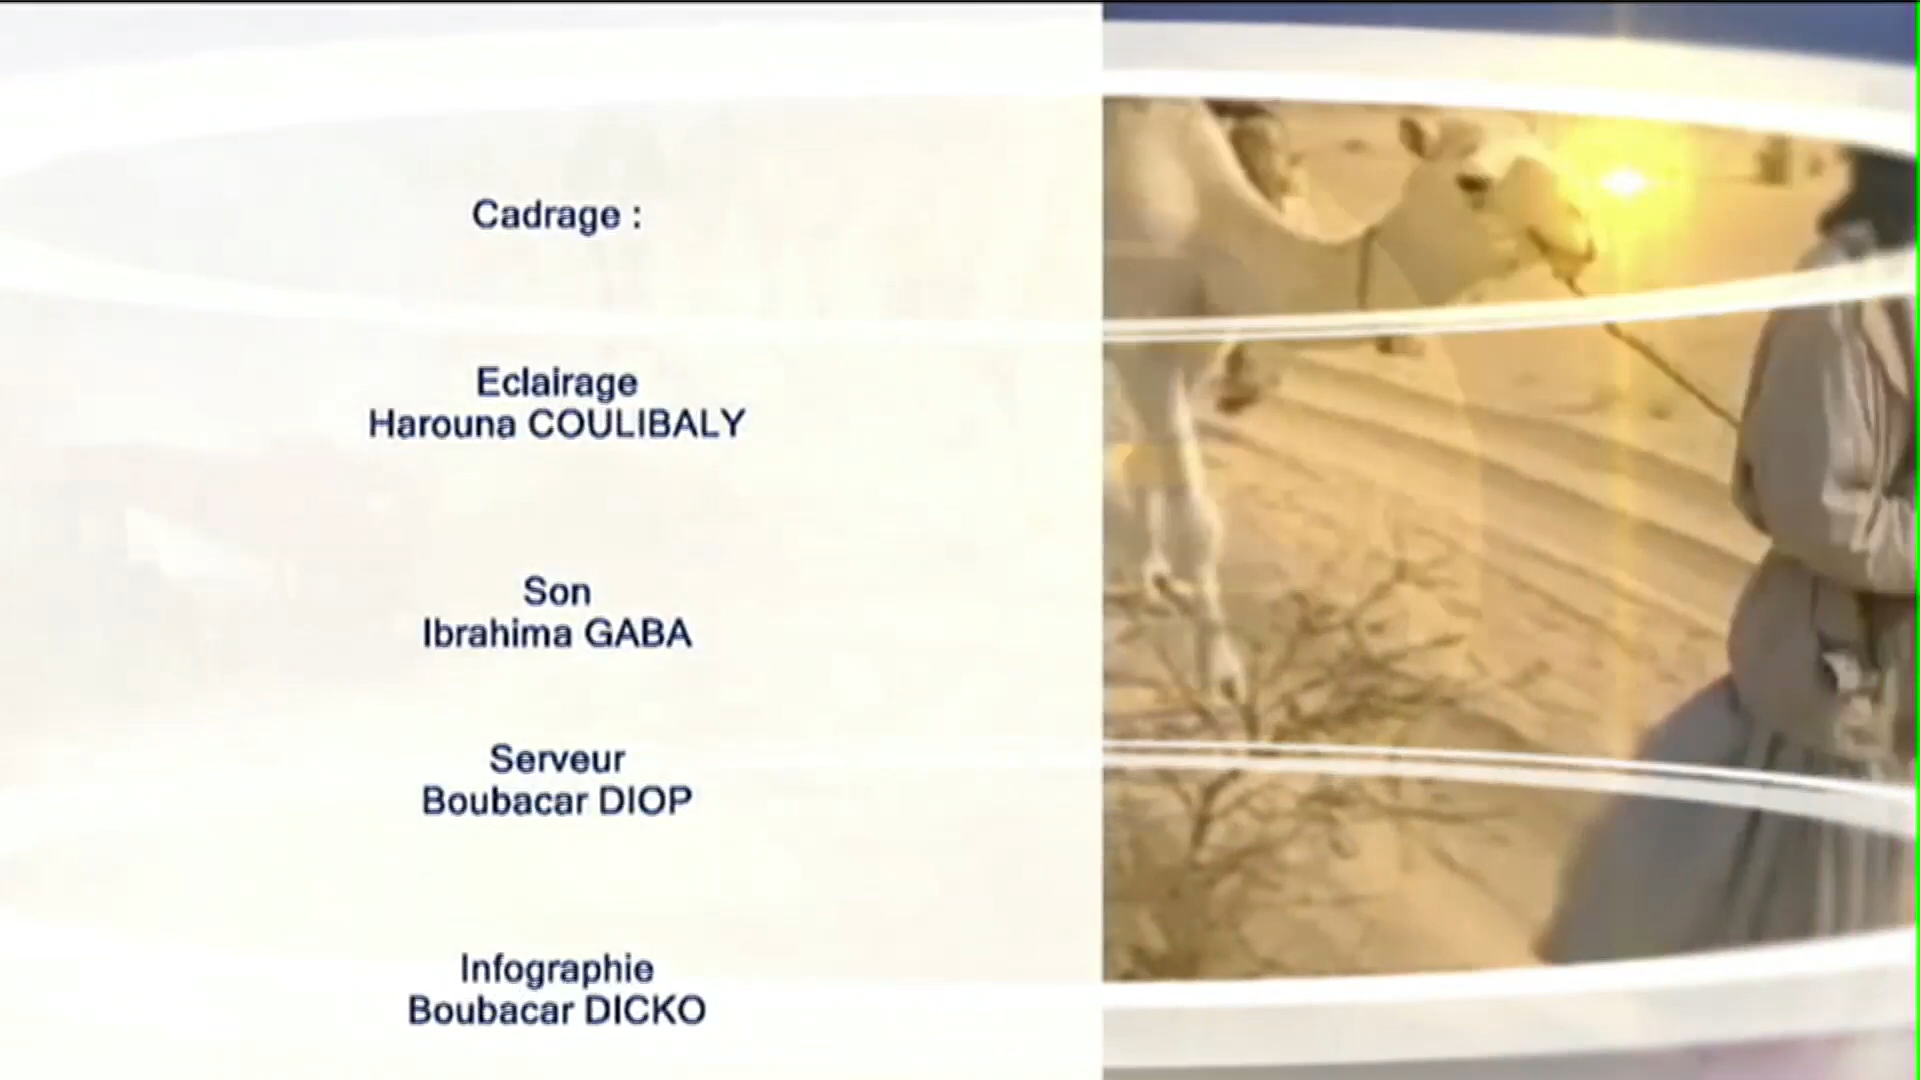 Cadrage :
Eclairage
Harouna COULIBALY
Son
Ibrahima GABA
Serveur
Boubacar DIOP
Infographie
Boubacar DICKO